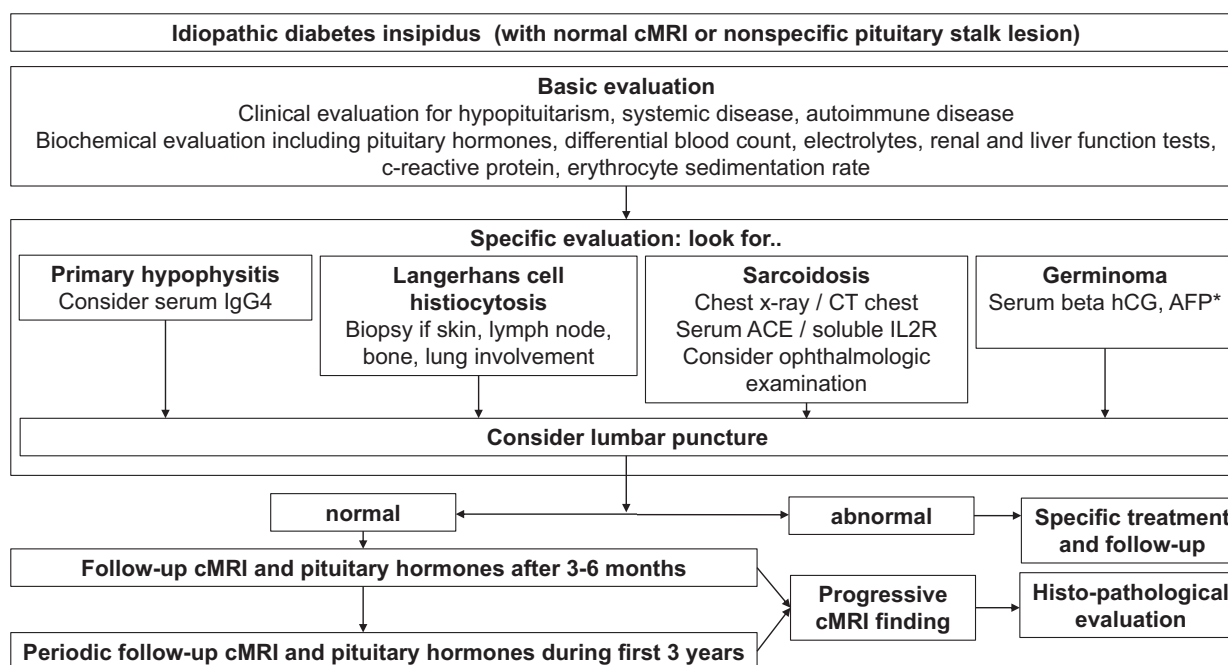 Idiopathic diabetes insipidus (with normal cMRI or nonspecific pituitary stalk lesion)
Basic evaluation
Clinical evaluation for hypopituitarism, systemic disease, autoimmune disease
Biochemical evaluation including pituitary hormones, differential blood count, electrolytes, renal and liver function tests,
c-reactive protein, erythrocyte sedimentation rate
Specific evaluation: look for..
Primary hypophysitis
Consider serum IgG4
Langerhans cell
histiocytosis
Biopsy if skin, lymph node,
bone, lung involvement
Sarcoidosis
Chest x-ray / CT chest
Serum ACE / soluble IL2R
Consider ophthalmologic
examination
Germinoma
Serum beta hCG, AFP*
Consider lumbar puncture
normal
abnormal
Specific treatment
and follow-up
Follow-up cMRI and pituitary hormones after 3-6 months
Progressive
cMRI finding
Histo-pathological
evaluation
Periodic follow-up cMRI and pituitary hormones during first 3 years